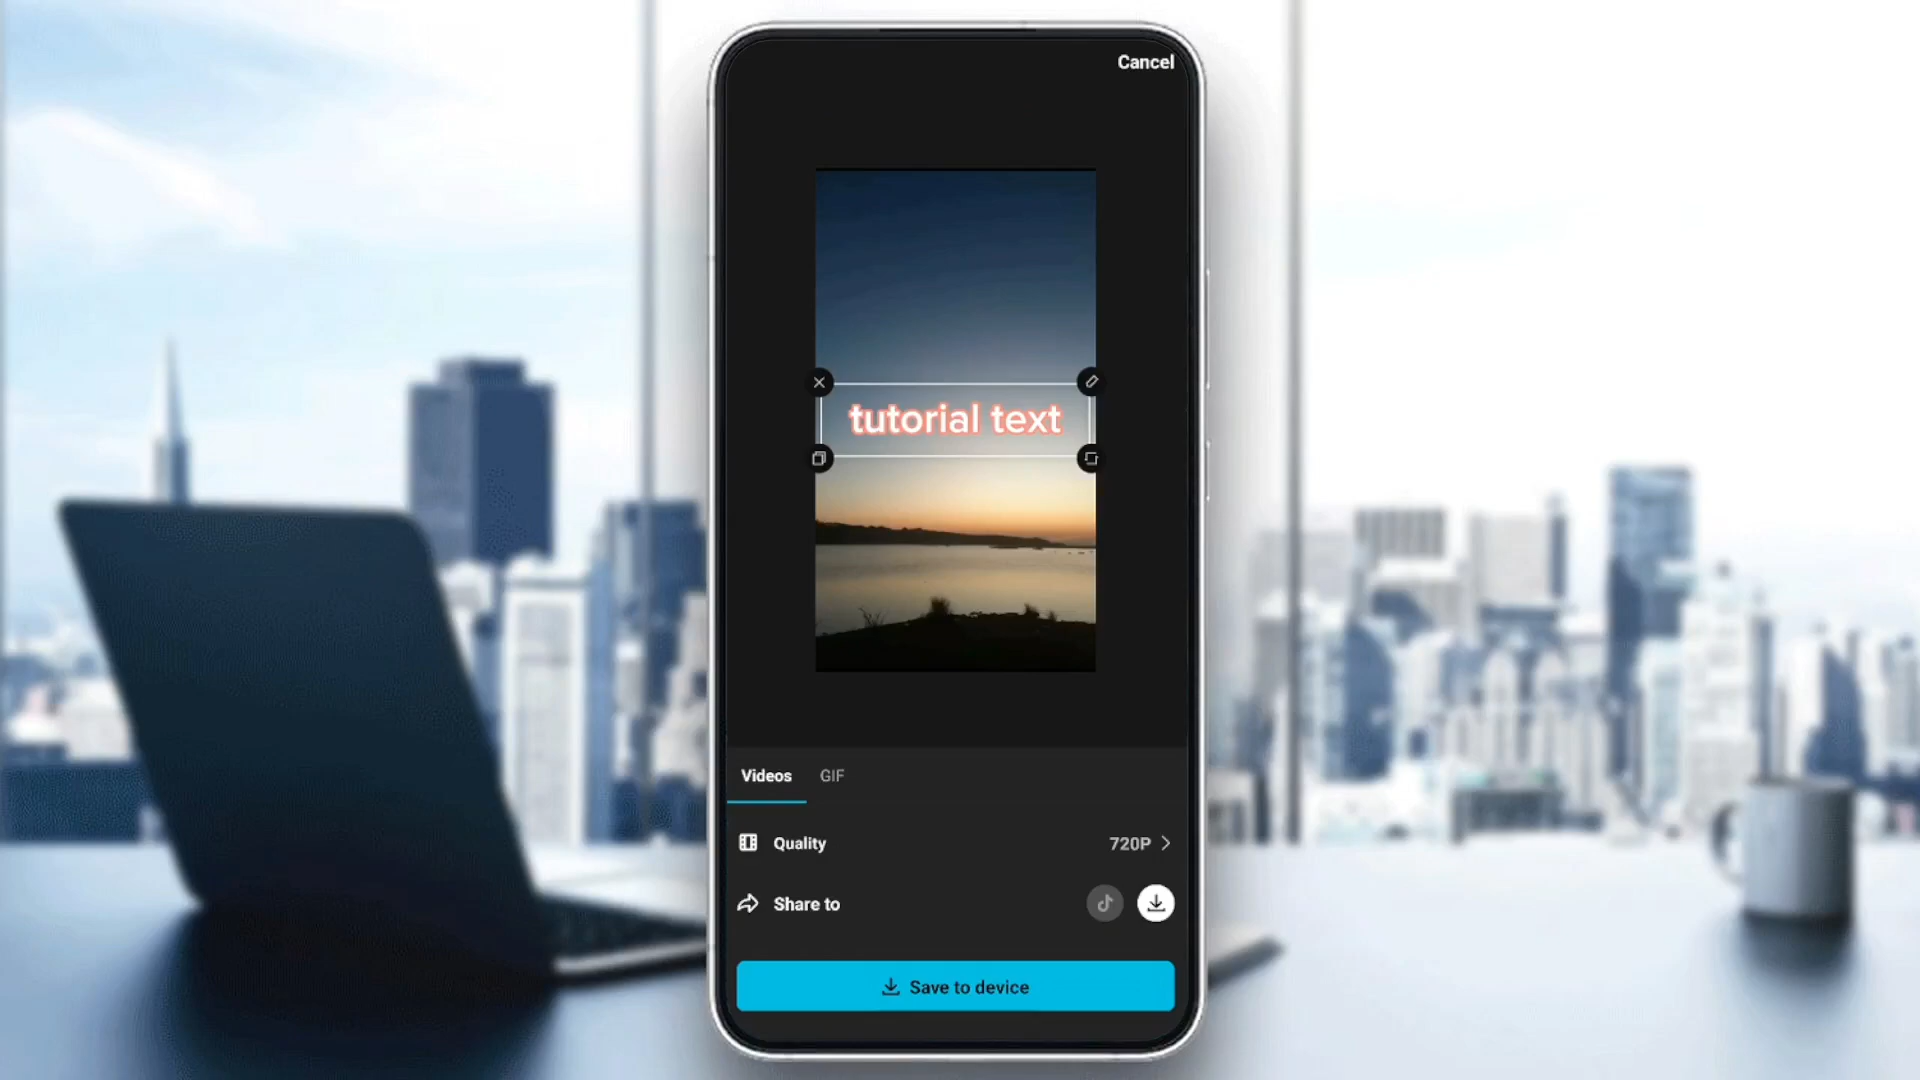 Cancel
tutorial text
Videos GIF
Quality 720P
Share to
Save to device